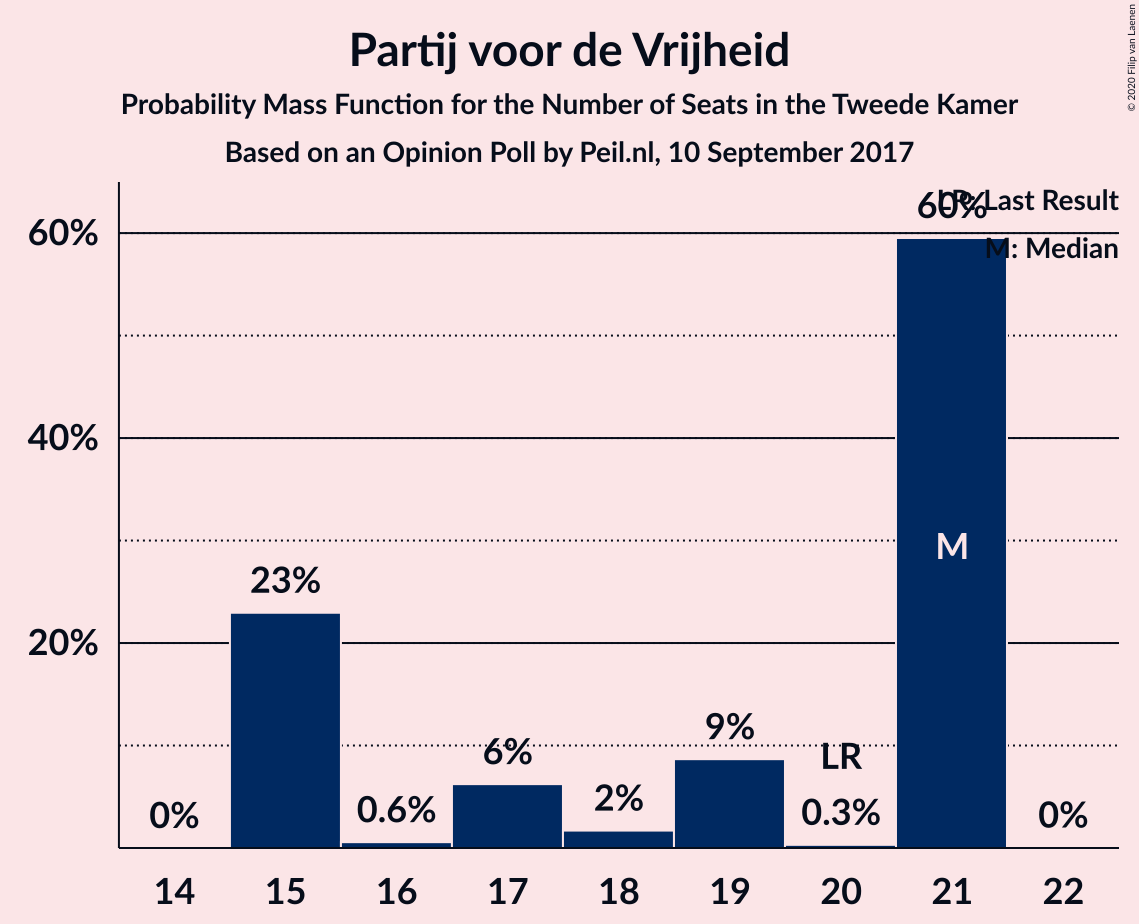 Partij voor de Vrijheid
Probability Mass Function for the Number of Seats in the Tweede Kamer
Based on an Opinion Poll by Peil.nl, 10 September 2017
© 2020 Filip van Laenen
LR: Last Result
M: Median
60%
40%
20%
0%
23%
0.6%
6%
2%
9%
LR
0.3%
60%
M
0%
14 15 16 17 18 19 20 21 22